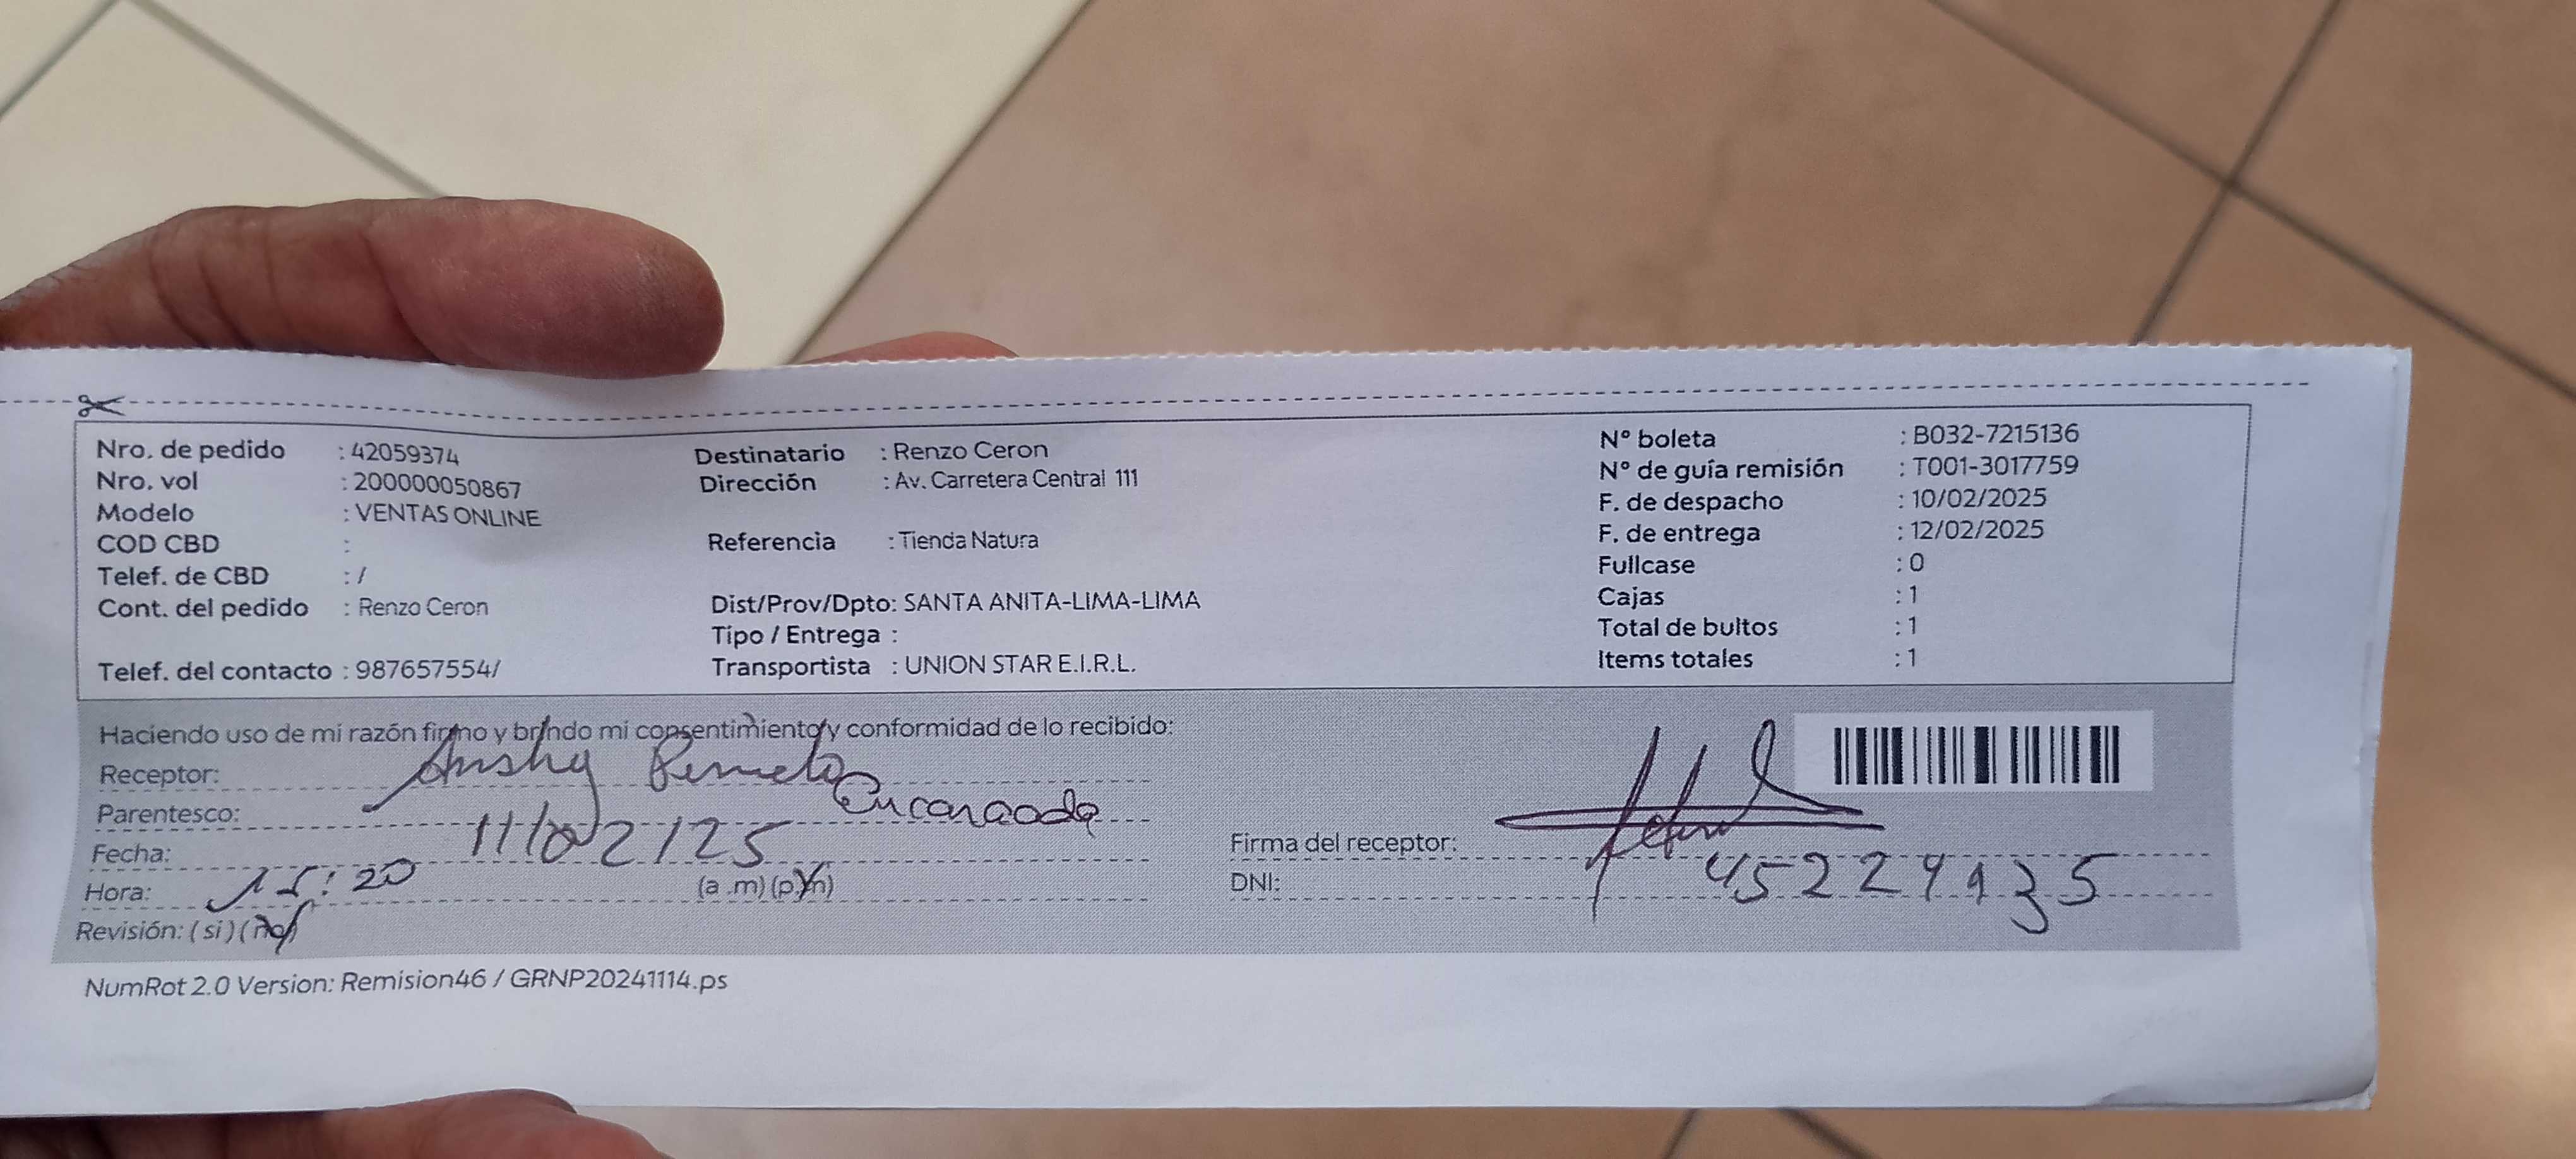 Nro. de pedido : 42059374
Nro. vol : 200000050867
Modelo : VENTAS ONLINE
COD CBD :
Telef. de CBD : /
Cont. del pedido : Renzo Ceron
Telef. del contacto : 987657554/
Destinatario : Renzo Ceron
Dirección : Av. Carretera Central 111
Referencia : Tienda Natura
Dist/Prov/Dpto: SANTA ANITA-LIMA-LIMA
Tipo / Entrega :
Transportista : UNION STAR E.I.R.L.
N° boleta : B032-7215136
N° de guía remisión : T001-3017759
F. de despacho : 10/02/2025
F. de entrega : 12/02/2025
Fullcase : 0
Cajas : 1
Total de bultos : 1
Items totales : 1
Haciendo uso de mi razón firmo y brindo mi consentimiento y conformidad de lo recibido:
Receptor:
Parentesco: Encargada
Fecha: 11/02/25
Hora: 15:20 (a .m) (p.m)
Revisión: (si) (no)
Firma del receptor:
DNI: 45224935
NumRot 2.0 Version: Remision46 / GRNP20241114.ps